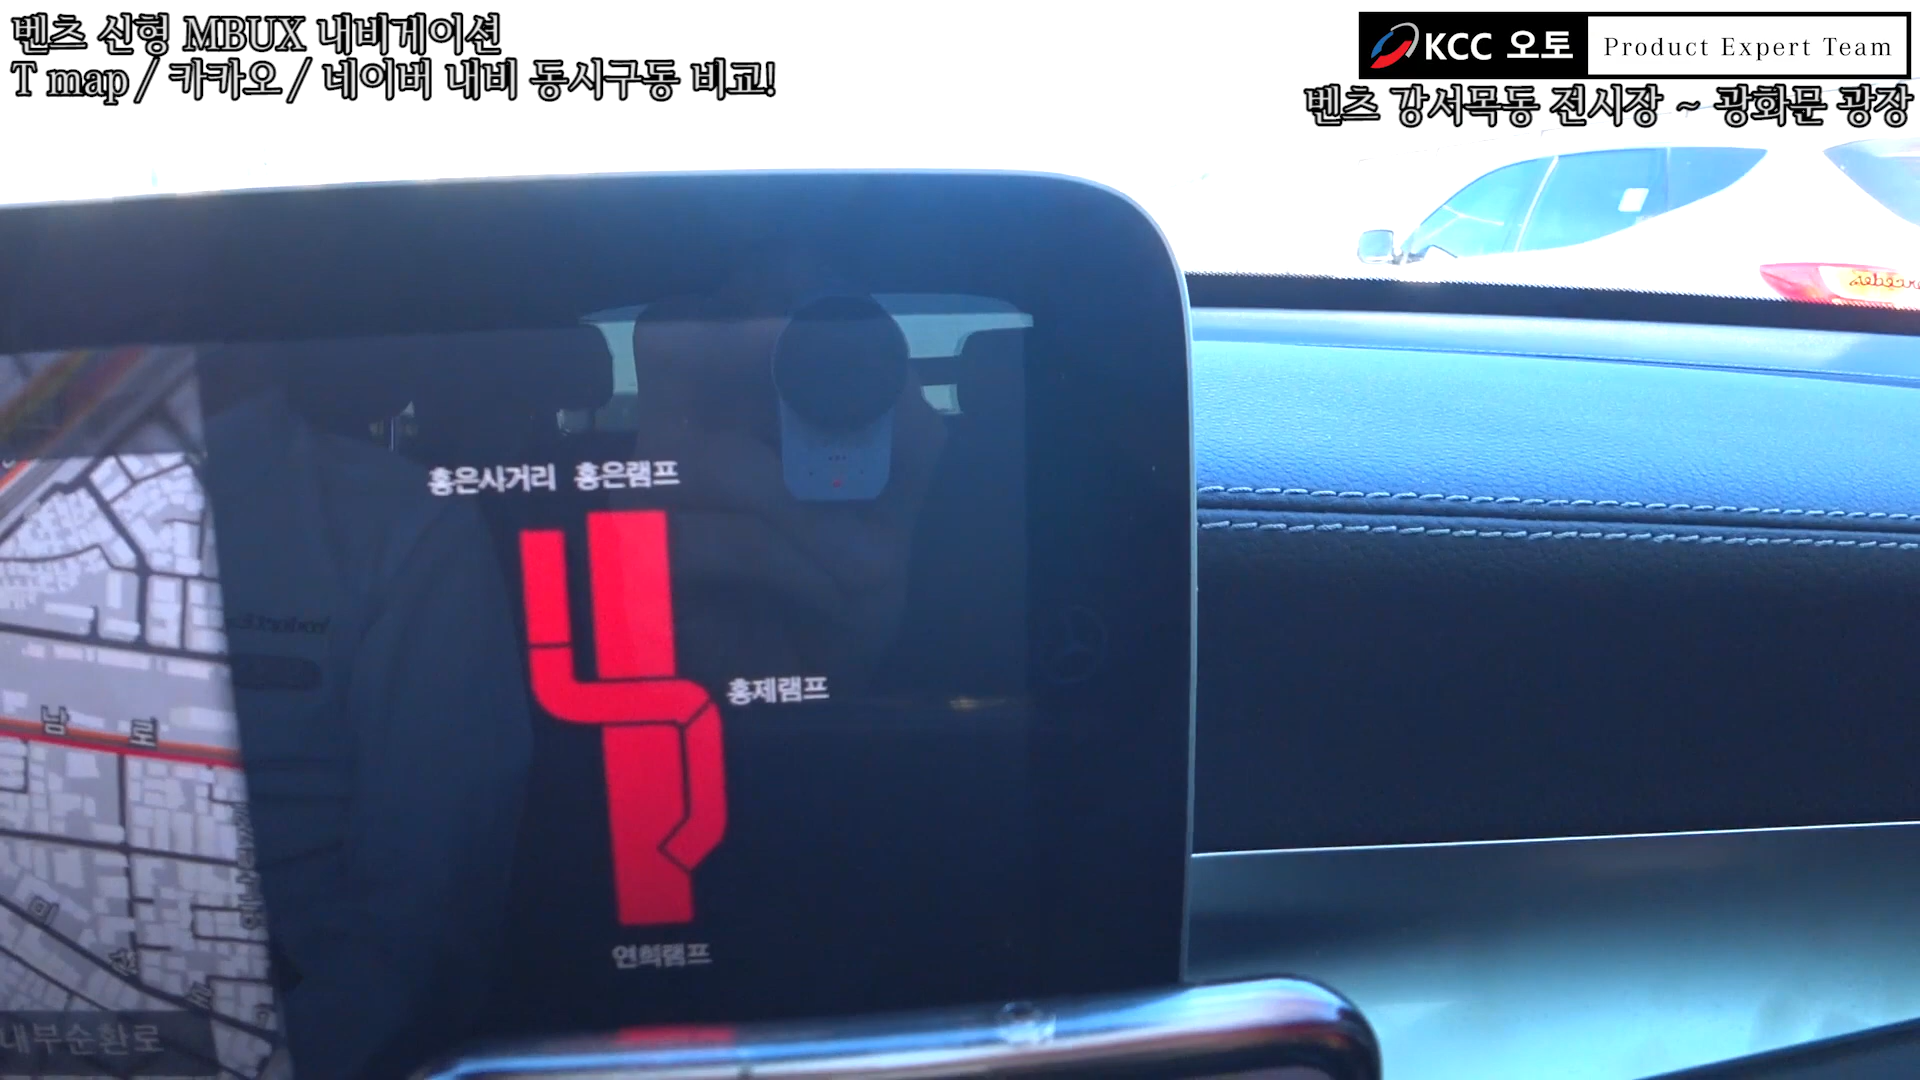 벤츠 신형 MBUX 내비게이션
T map / 카카오 / 네이버 내비 동시구동 비교!
KCC 오토 Product Expert Team
벤츠 강서목동 전시장 ~ 광화문 광장
홍은사거리 홍은램프
홍제램프
남 로
연희램프
내부순환로